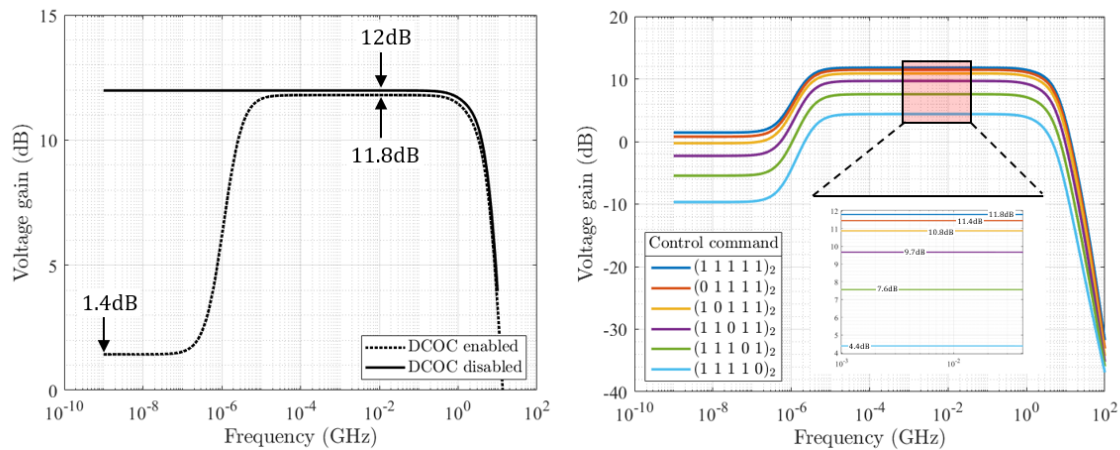 15
10
5
0
Voltage gain (dB)
12dB
11.8dB
1.4dB
DCOC enabled
DCOC disabled
10^-10
10^-8
10^-6
10^-4
10^-2
10^0
10^2
Frequency (GHz)
20
10
0
-10
-20
-30
-40
Voltage gain (dB)
Control command
(1 1 1 1 1)₂
(0 1 1 1 1)₂
(1 0 1 1 1)₂
(1 1 0 1 1)₂
(1 1 1 0 1)₂
(1 1 1 1 0)₂
12
11
10
9
8
7
6
5
4
11.8dB
11.4dB
10.8dB
9.7dB
7.6dB
4.4dB
10^-3
10^-2
10^-10
10^-8
10^-6
10^-4
10^-2
10^0
10^2
Frequency (GHz)